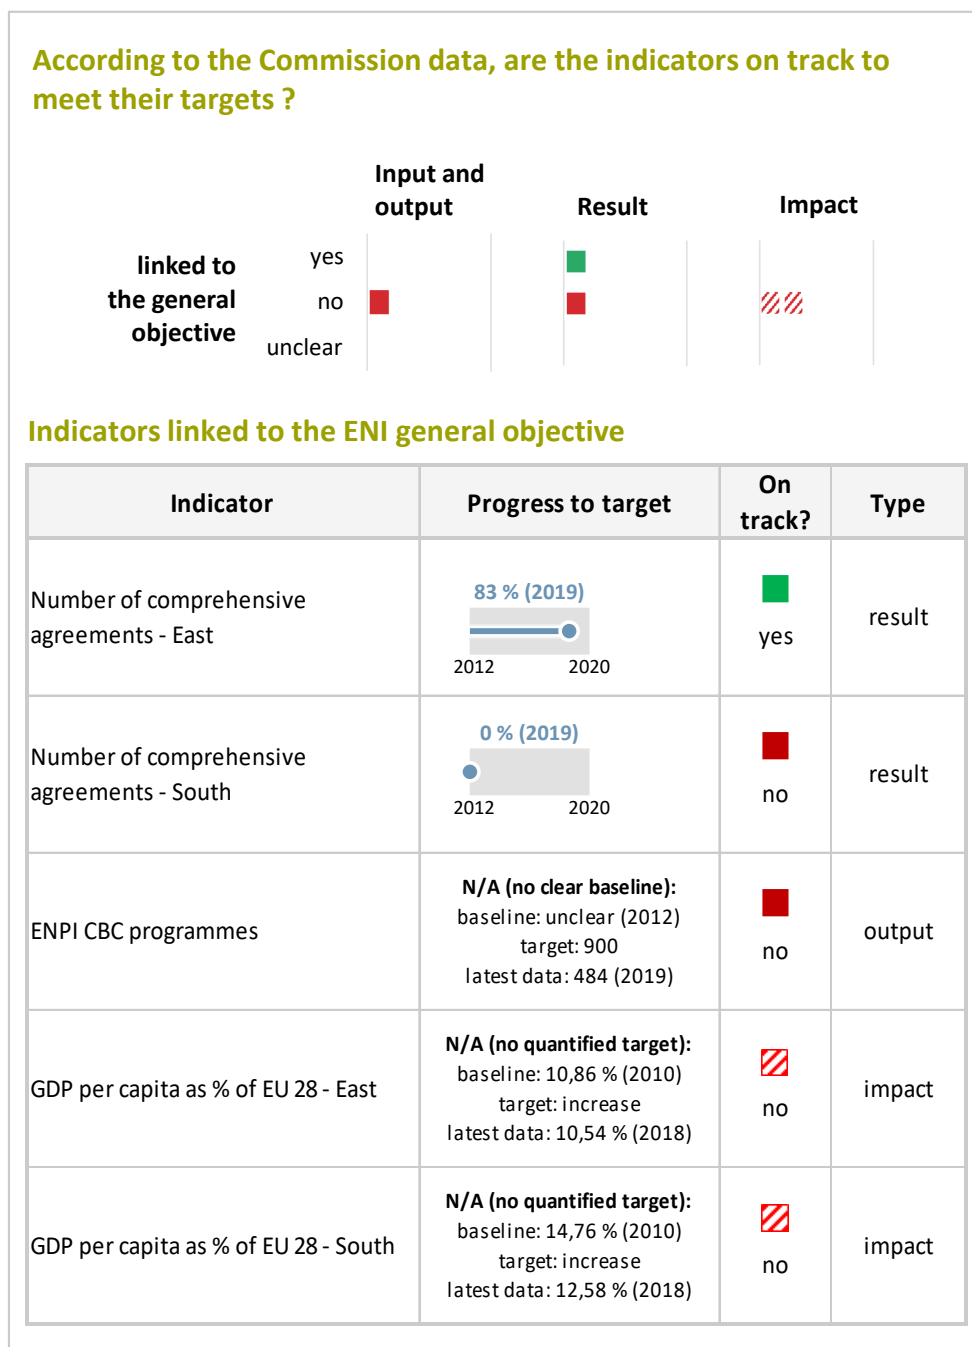 According to the Commission data, are the indicators on track to
meet their targets ?
Input and
output
Result
Impact
linked to
the general
objective
yes
no
unclear
Indicators linked to the ENI general objective
Indicator
Progress to target
On
track?
Type
Number of comprehensive
agreements - East
83 % (2019)
2012
2020
yes
result
Number of comprehensive
agreements - South
0 % (2019)
2012
2020
no
result
ENPI CBC programmes
N/A (no clear baseline):
baseline: unclear (2012)
target: 900
latest data: 484 (2019)
no
output
GDP per capita as % of EU 28 - East
N/A (no quantified target):
baseline: 10,86 % (2010)
target: increase
latest data: 10,54 % (2018)
no
impact
GDP per capita as % of EU 28 - South
N/A (no quantified target):
baseline: 14,76 % (2010)
target: increase
latest data: 12,58 % (2018)
no
impact